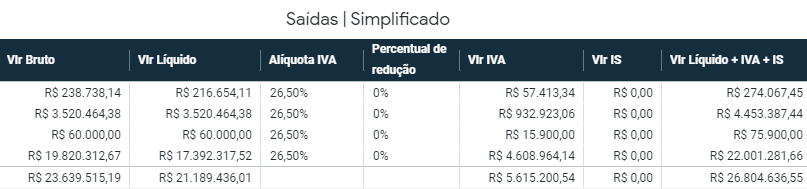 Saídas | Simplificado
Vlr Bruto Vlr Líquido Alíquota IVA Percentual de redução Vlr IVA Vlr IS Vlr Líquido + IVA + IS
R$ 238.738,14 R$ 216.654,11 26,50% 0% R$ 57.413,34 R$ 0,00 R$ 274.067,45
R$ 3.520.464,38 R$ 3.520.464,38 26,50% 0% R$ 932.923,06 R$ 0,00 R$ 4.453.387,44
R$ 60.000,00 R$ 60.000,00 26,50% 0% R$ 15.900,00 R$ 0,00 R$ 75.900,00
R$ 19.820.312,67 R$ 17.392.317,52 26,50% 0% R$ 4.608.964,14 R$ 0,00 R$ 22.001.281,66
R$ 23.639.515,19 R$ 21.189.436,01 R$ 5.615.200,54 R$ 0,00 R$ 26.804.636,55